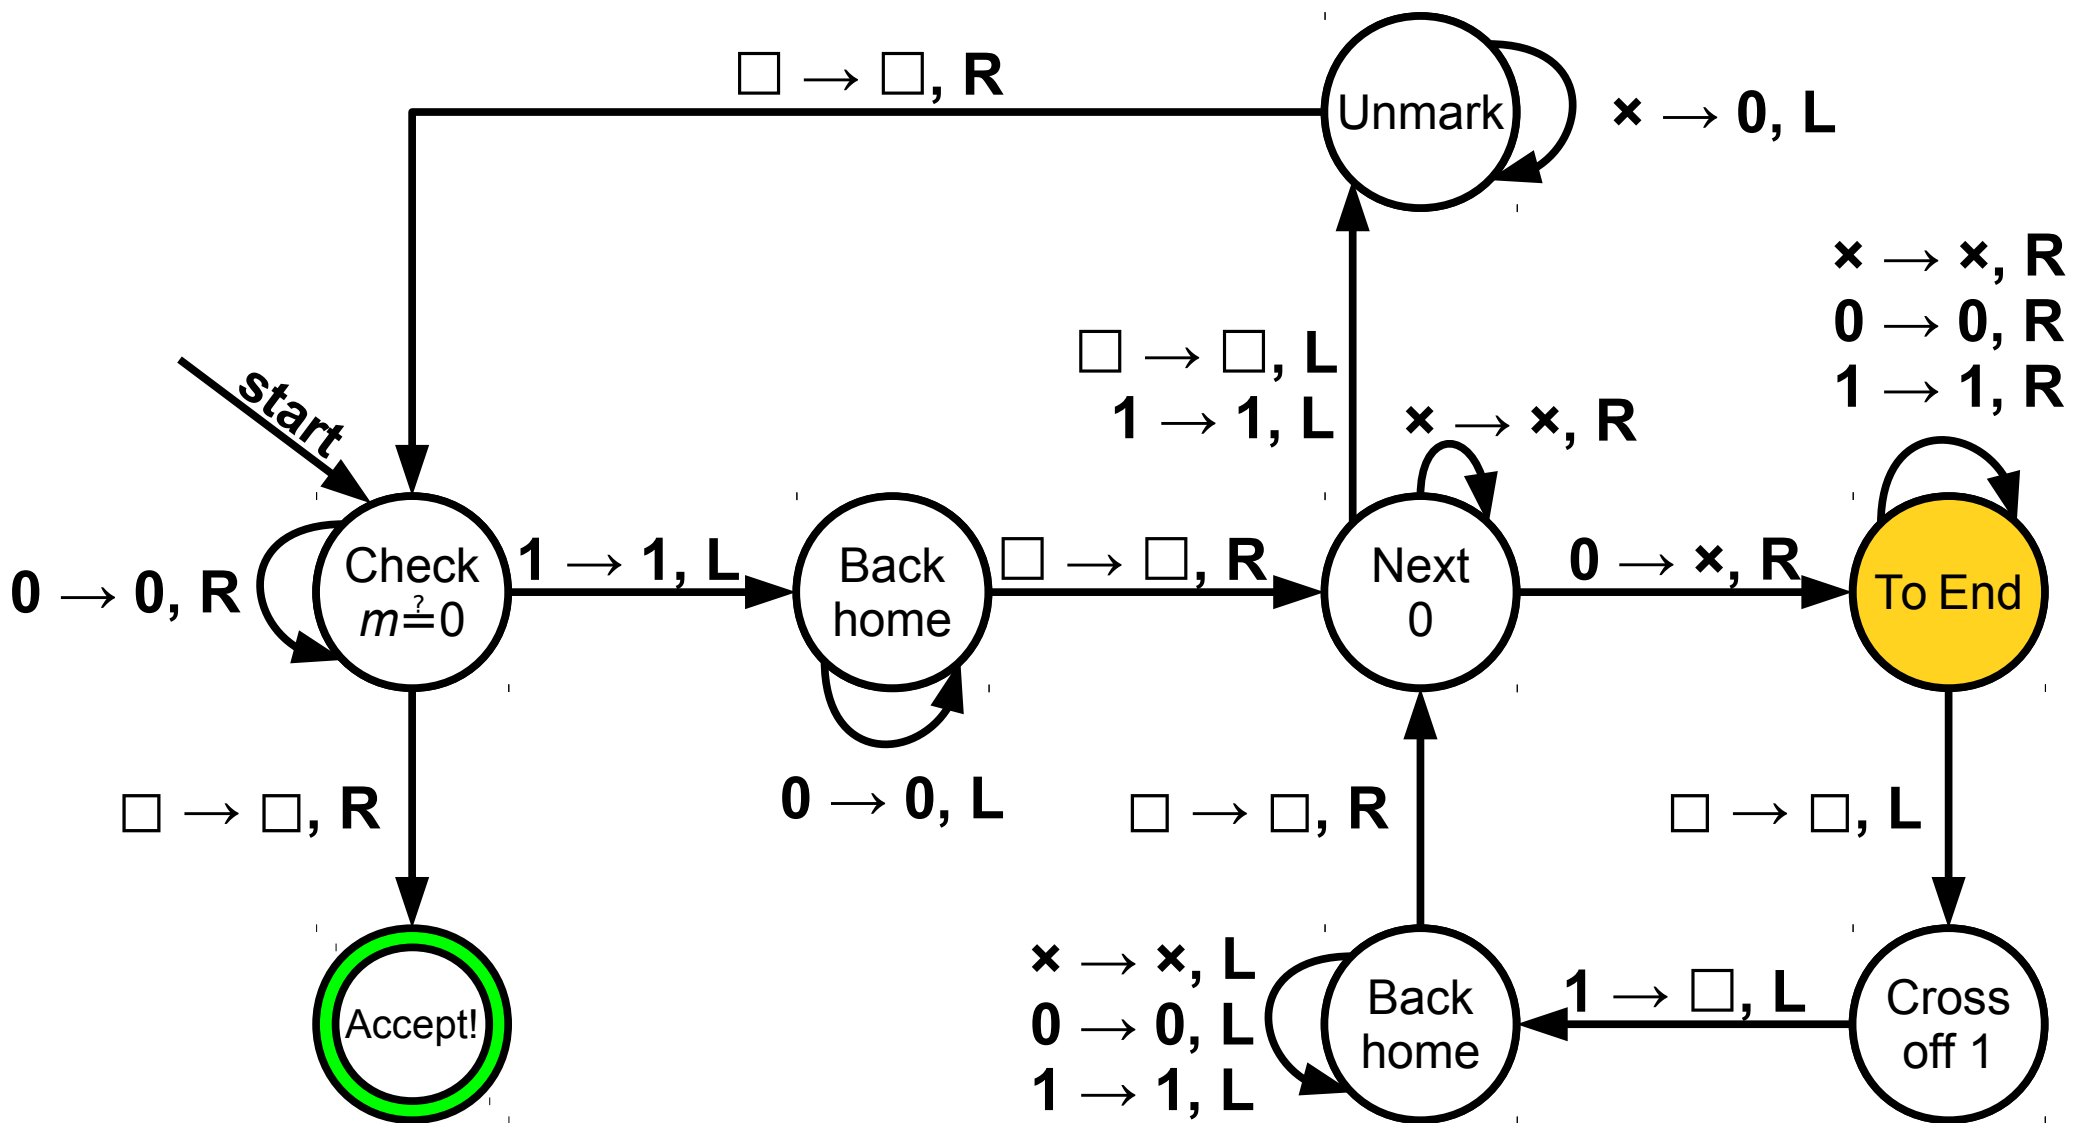 □ → □, R
Unmark
× → 0, L
× → ×, R
0 → 0, R
1 → 1, R
□ → □, L
1 → 1, L
× → ×, R
start
0 → 0, R
Check
m≟0
1 → 1, L
Back
home
□ → □, R
Next
0
0 → ×, R
To End
0 → 0, L
□ → □, R
□ → □, R
□ → □, L
Accept!
× → ×, L
0 → 0, L
1 → 1, L
Back
home
1 → □, L
Cross
off 1